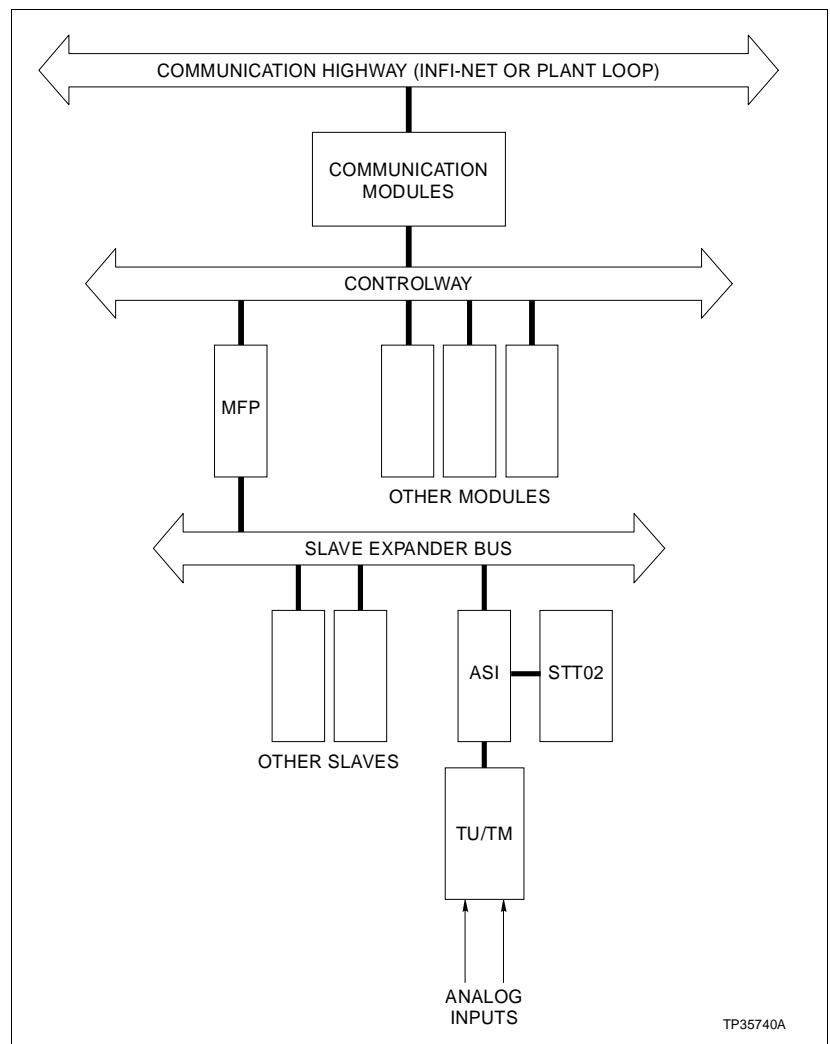 COMMUNICATION HIGHWAY (INFI-NET OR PLANT LOOP)
COMMUNICATION
MODULES
CONTROLWAY
MFP
OTHER MODULES
SLAVE EXPANDER BUS
ASI
STT02
OTHER SLAVES
TU/TM
ANALOG
INPUTS
TP35740A